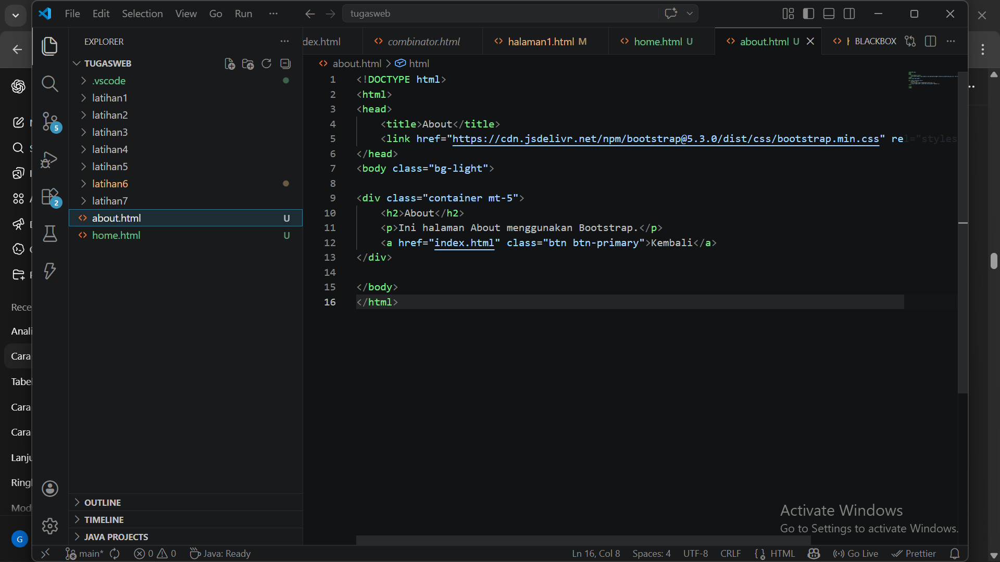 File Edit Selection View Go Run ··· tugasweb
EXPLORER
dex.html combinator.html halaman1.html M home.html U about.html U BLACKBOX
TUGASWEB
about.html > html
.vscode
latihan1
latihan2
latihan3
latihan4
latihan5
latihan6
latihan7
about.html U
home.html U
5
2
1 <!DOCTYPE html>
2 <html>
3 <head>
4 <title>About</title>
5 <link href="https://cdn.jsdelivr.net/npm/bootstrap@5.3.0/dist/css/bootstrap.min.css" rel="styles
6 </head>
7 <body class="bg-light">
8
9 <div class="container mt-5">
10 <h2>About</h2>
11 <p>Ini halaman About menggunakan Bootstrap.</p>
12 <a href="index.html" class="btn btn-primary">Kembali</a>
13 </div>
14
15 </body>
16 </html>
Rece
Anali
Cara
Tabel
Cara
Cara
Lanju
Ringk
Mod
G
OUTLINE
TIMELINE
JAVA PROJECTS
Activate Windows
Go to Settings to activate Windows.
main* 0 0 Java: Ready Ln 16, Col 8 Spaces: 4 UTF-8 CRLF HTML Go Live Prettier